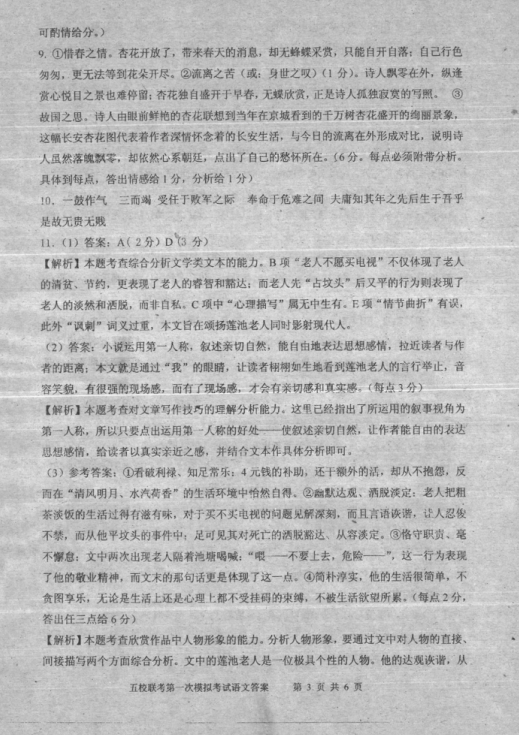 可酌情给分。）
9. ①惜春之情。杏花开放了，带来春天的消息，却无蜂蝶采赏，只能自开自落；自己行色
匆匆，更无法等到花朵开尽。②流离之苦（或：身世之叹）（1 分）。诗人飘零在外，纵逢
赏心悦目之景也难停留；杏花独自盛开于早春，无蝶欣赏，正是诗人孤独寂寞的写照。 ③
故国之思。诗人由眼前鲜艳的杏花联想到当年在京城看到的千万树杏花盛开的绚丽景象，
这幅长安杏花图代表着作者深情怀念着的长安生活，与今日的流离在外形成对比，说明诗
人虽然落魄飘零，却依然心系朝廷，点出了自己的愁怀所在。（6 分。每点必须附带分析。
具体到每点，答出情感给 1 分，分析给 1 分）
10．一鼓作气 三而竭 受任于败军之际 奉命于危难之间 夫庸知其年之先后生于吾乎
是故无贵无贱
11.（1）答案：A（ 2 分）D（3 分）
【解析】本题考查综合分析文学类文本的能力。B 项“老人不愿买电视”不仅体现了老人
的清贫、节约，更表现了老人的睿智和豁达；而老人先“占坟头”后又平的行为则表现了
老人的淡然和洒脱，而非自私。C 项中“心理描写”属无中生有。E 项“情节曲折”有误，
此外“讽刺”词义过重，本文旨在颂扬莲池老人同时影射现代人。
（2）答案：小说运用第一人称，叙述亲切自然，能自由地表达思想感情，拉近读者与作
者的距离；本文就是通过“我”的眼睛，让读者栩栩如生地看到莲池老人的言行举止，音
容笑貌，有很强的现场感，而有了现场感，才会有亲切感和真实感。（每点 3 分）
【解析】本题考查对文章写作技巧的理解分析能力。这里已经指出了所运用的叙事视角为
第一人称，所以只要点出运用第一人称的好处——使叙述亲切自然，让作者能自由的表达
思想感情，给读者以真实亲近之感，并结合文本作具体分析即可。
（3）参考答案：①看破利禄、知足常乐：4 元钱的补助，还干额外的活，却从不抱怨，反
而在“清风明月、水汽荷香”的生活环境中怡然自得、②幽默达观、洒脱淡定：老人把粗
茶淡饭的生活过得有滋有味，对于买不买电视的问题见解深刻，而且言语诙谐，让人忍俊
不禁，而从他平坟头的事件中，足可见其对死亡的洒脱豁达、从容淡定。③恪守职责、毫
不懈怠：文中两次出现老人隔着池塘喝喊：“喂——不要上去，危险——”，这一行为表现
了他的敬业精神，而文末的那句话更是体现了这一点。④简朴淳实，他的生活很简单，不
贪图享乐，无论是生活上还是心理上都不受挂碍的束缚、不被生活欲望所累。（每点 2 分，
答出任三点给 6 分）
【解析】本题考查欣赏作品中人物形象的能力。分析人物形象，要通过文中对人物的直接、
间接描写两个方面综合分析。文中的莲池老人是一位极具个性的人物。他的达观诙谐，从
五校联考第一次模拟考试语文答案 第 3 页 共 6 页